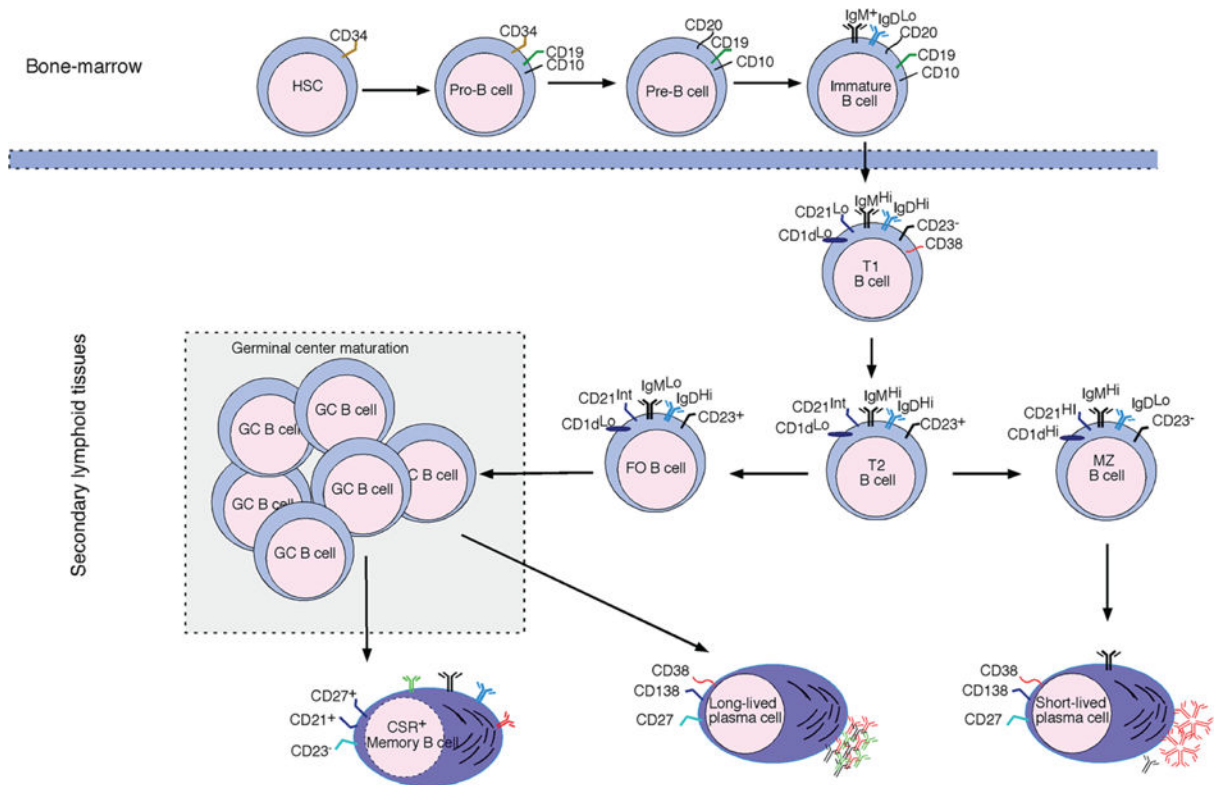 Bone-marrow
CD34
HSC
CD34
CD19
CD10
Pro-B cell
CD20
CD19
CD10
Pre-B cell
IgM+
IgDLo
CD20
CD19
CD10
Immature
B cell
IgMHi
IgDHi
CD21Lo
CD23-
CD1dLo
CD38
T1
B cell
Secondary lymphoid tissues
Germinal center maturation
GC B cell
GC B cell
C B cell
GC B cell
GC B cell
GC B cell
IgMLo
IgDHi
CD21Int
CD23+
CD1dLo
FO B cell
IgMHi
IgDHi
CD21Int
CD23+
CD1dLo
T2
B cell
IgMHi
IgDLo
CD21HI
CD23-
CD1dHi
MZ
B cell
CD27+
CD21+
CD23-
CSR+
Memory B cell
CD38
CD138
CD27
Long-lived
plasma cell
CD38
CD138
CD27
Short-lived
plasma cell